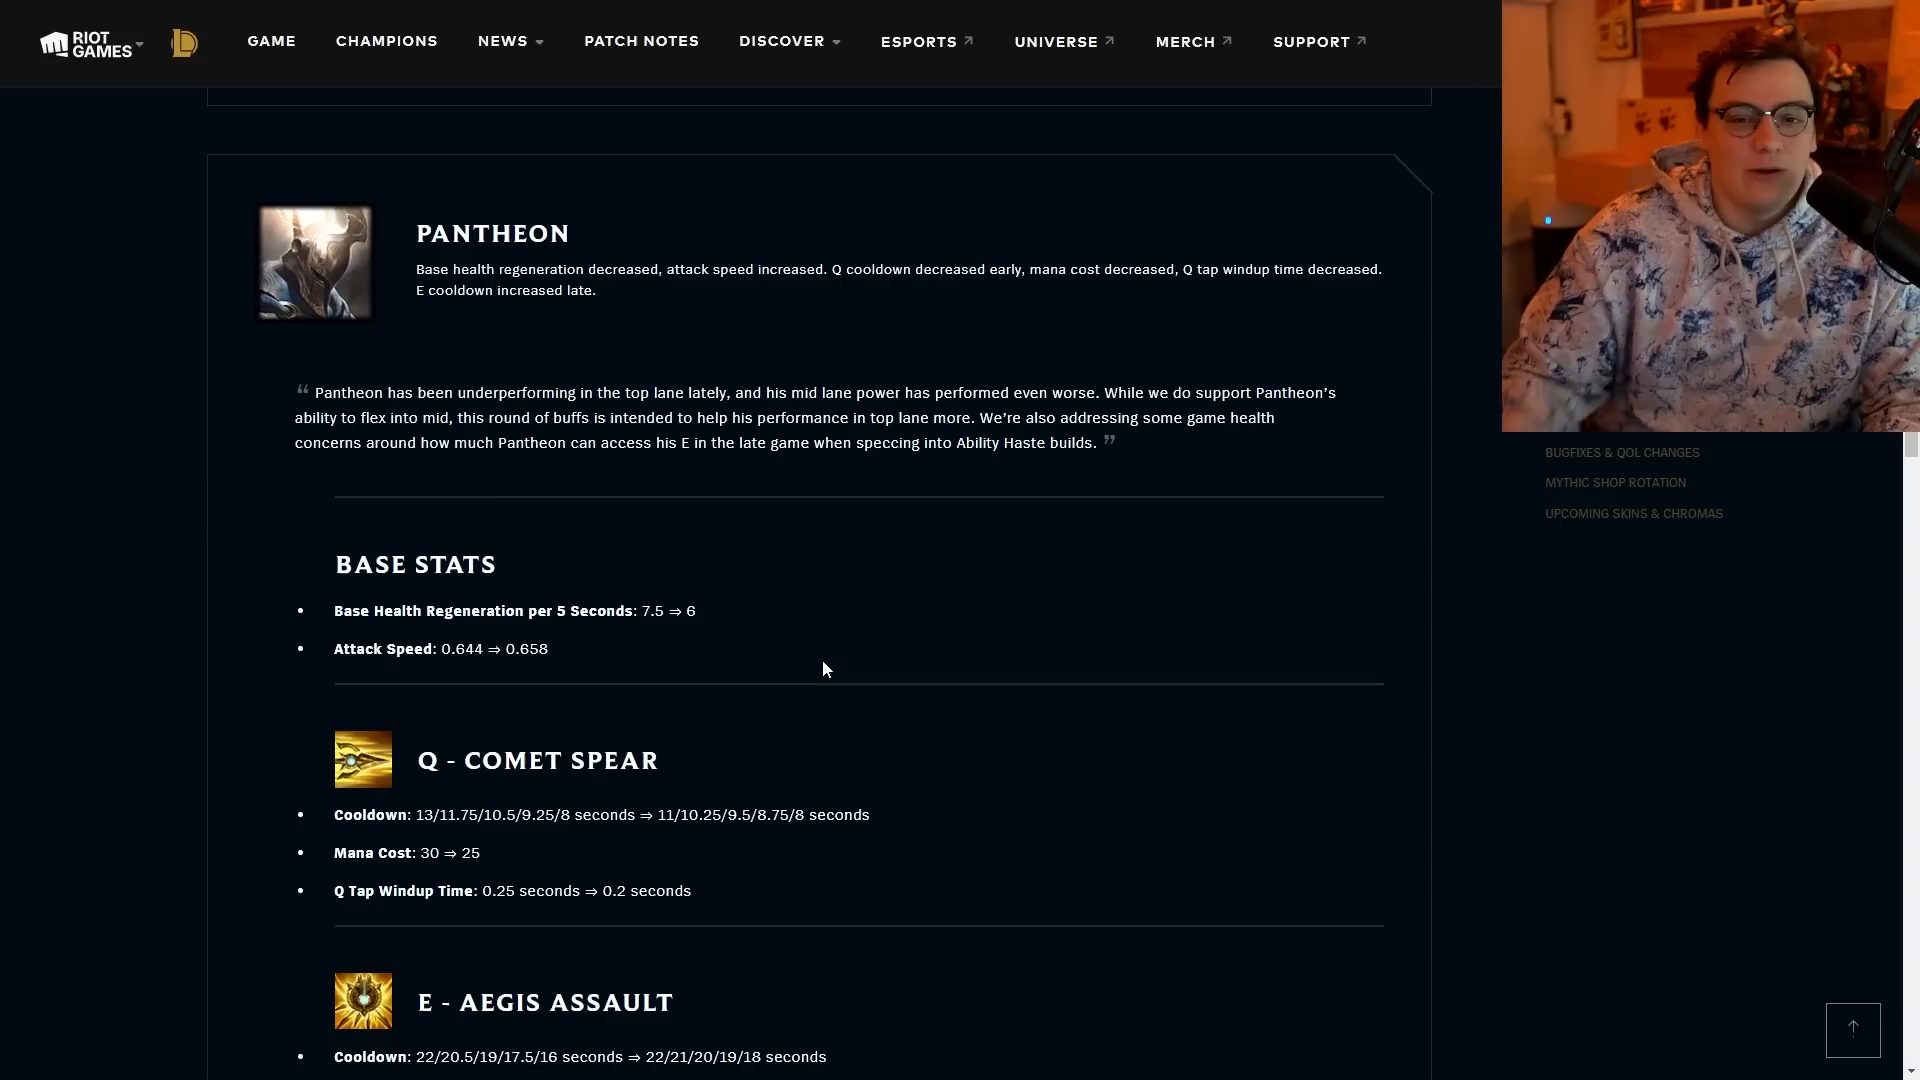 RIOT GAMES
GAME
CHAMPIONS
NEWS
PATCH NOTES
DISCOVER
ESPORTS
UNIVERSE
MERCH
SUPPORT
PANTHEON
Base health regeneration decreased, attack speed increased. Q cooldown decreased early, mana cost decreased, Q tap windup time decreased.
E cooldown increased late.
“ Pantheon has been underperforming in the top lane lately, and his mid lane power has performed even worse. While we do support Pantheon’s
ability to flex into mid, this round of buffs is intended to help his performance in top lane more. We’re also addressing some game health
concerns around how much Pantheon can access his E in the late game when speccing into Ability Haste builds. ”
BASE STATS
• Base Health Regeneration per 5 Seconds: 7.5 ⇒ 6
• Attack Speed: 0.644 ⇒ 0.658
Q - COMET SPEAR
• Cooldown: 13/11.75/10.5/9.25/8 seconds ⇒ 11/10.25/9.5/8.75/8 seconds
• Mana Cost: 30 ⇒ 25
• Q Tap Windup Time: 0.25 seconds ⇒ 0.2 seconds
E - AEGIS ASSAULT
• Cooldown: 22/20.5/19/17.5/16 seconds ⇒ 22/21/20/19/18 seconds
BUGFIXES & QOL CHANGES
MYTHIC SHOP ROTATION
UPCOMING SKINS & CHROMAS